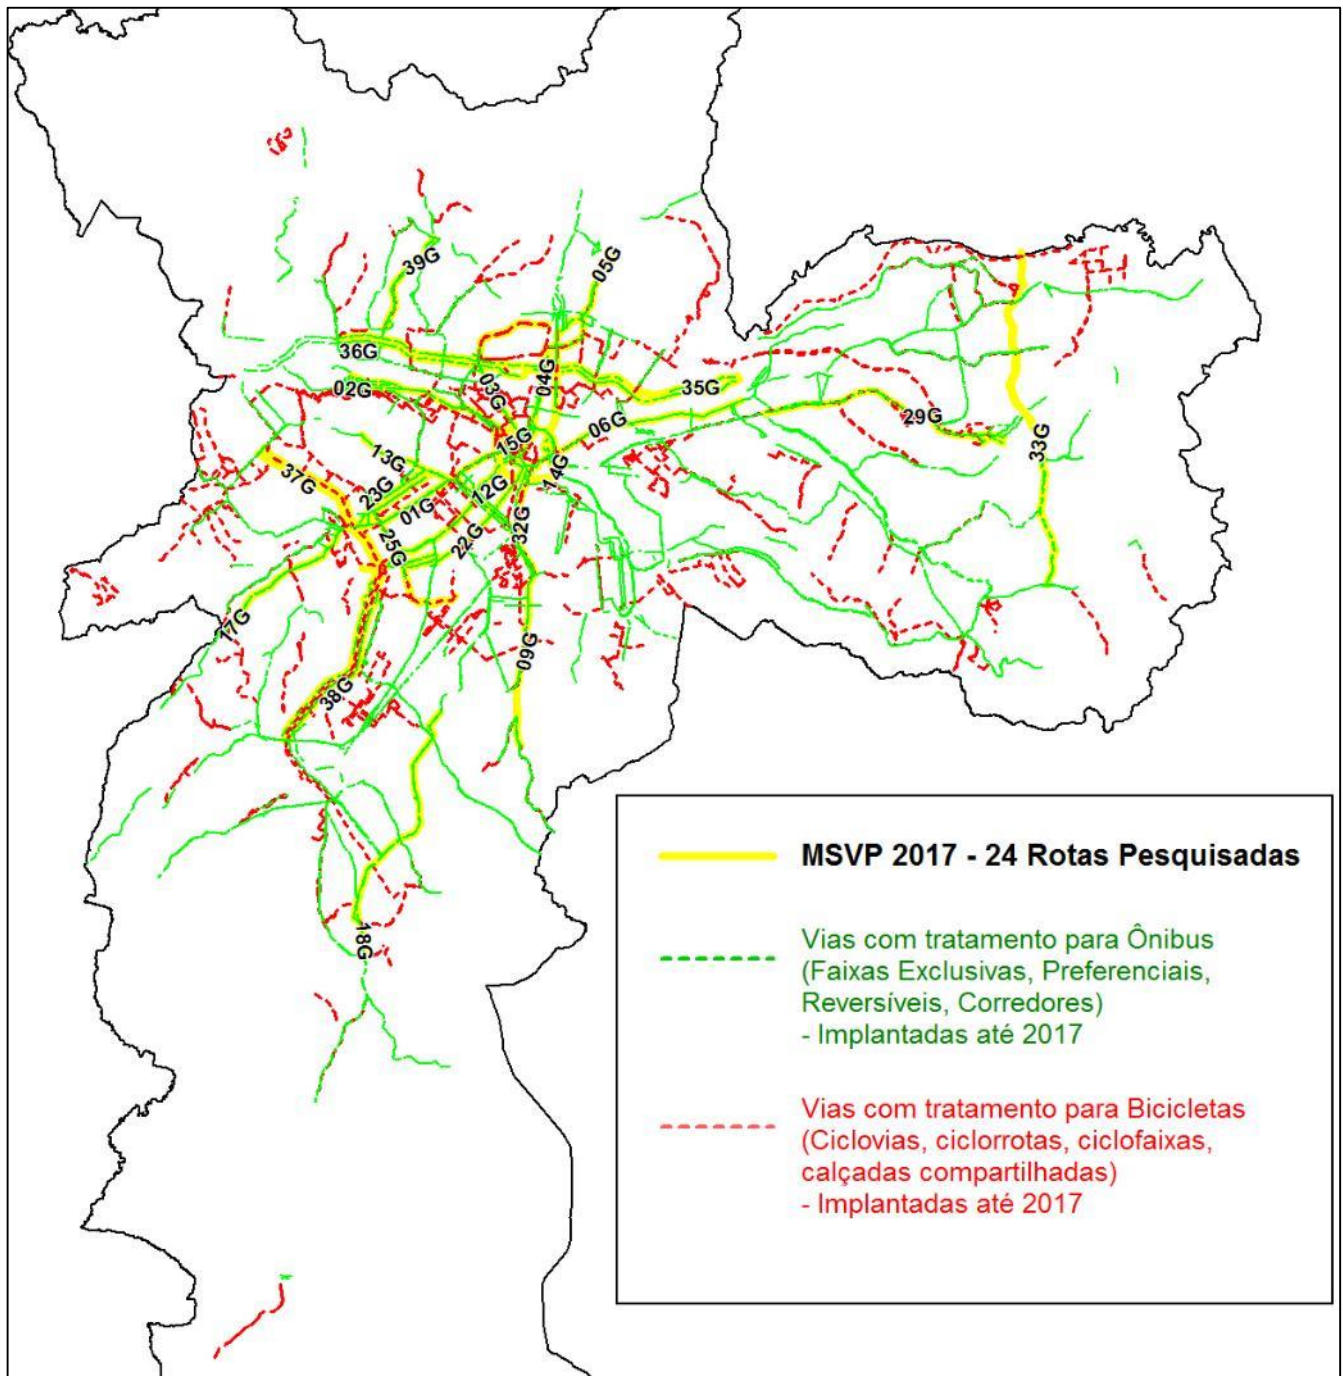 05G
39G
36G
04G
03G
35G
02G
06G
29G
15G
33G
13G
14G
37G
23G
12G
01G
32G
22G
25G
17G
09G
38G
18G
MSVP 2017 - 24 Rotas Pesquisadas
Vias com tratamento para Ônibus
(Faixas Exclusivas, Preferenciais,
Reversíveis, Corredores)
- Implantadas até 2017
Vias com tratamento para Bicicletas
(Ciclovias, ciclorrotas, ciclofaixas,
calçadas compartilhadas)
- Implantadas até 2017